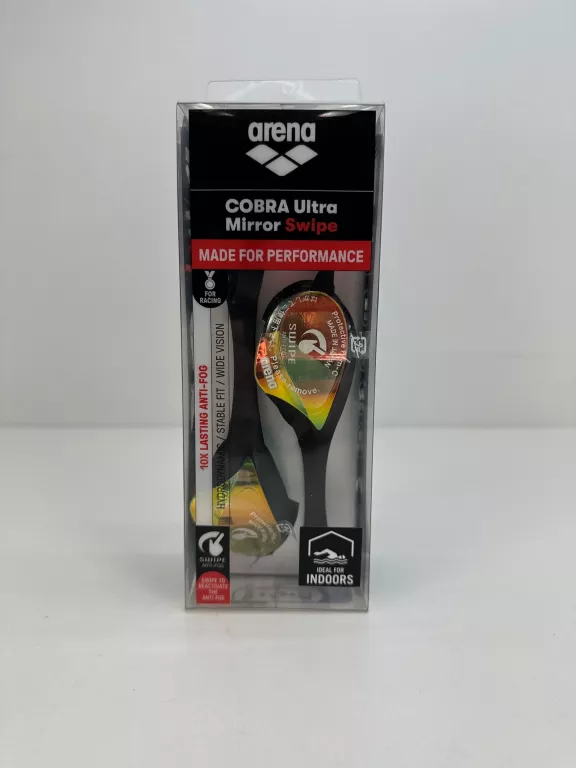 arena
COBRA Ultra
Mirror Swipe
MADE FOR PERFORMANCE
FOR
RACING
10X LASTING ANTI-FOG
HYDRODYNAMIC / STABLE FIT / WIDE VISION
SWIPE
Please remove.
arena
SWIPE
ANTI-FOG
SWIPE TO
REACTIVATE
THE
ANTI-FOG
IDEAL FOR
INDOORS